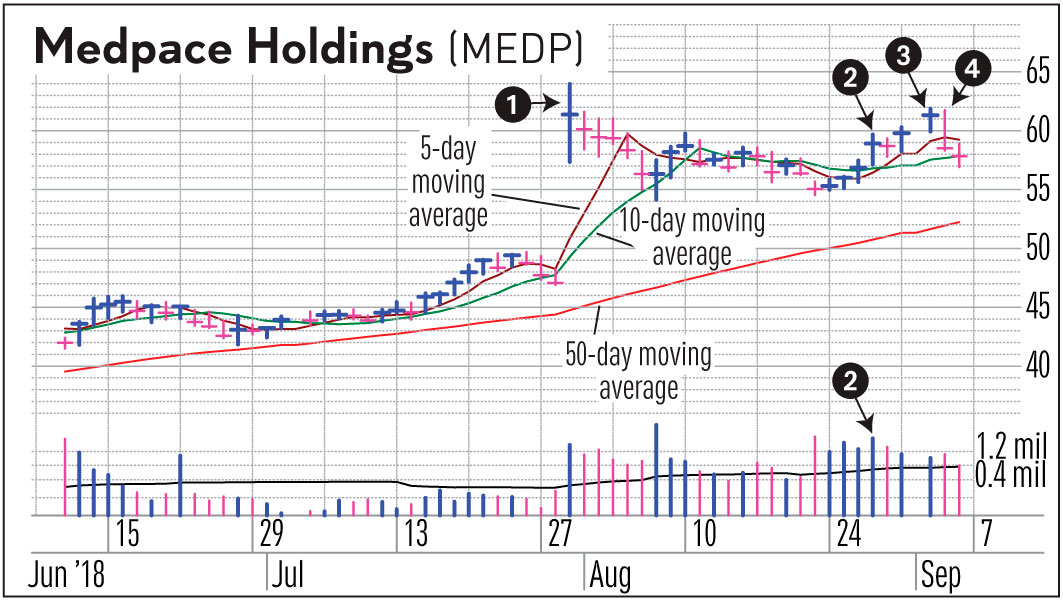 Medpace Holdings (MEDP)
65
1
2
3
4
60
5-day
moving
average
55
10-day moving
average
50
45
50-day moving
average
40
2
1.2 mil
0.4 mil
15
29
13
27
10
24
7
Jun '18
Jul
Aug
Sep